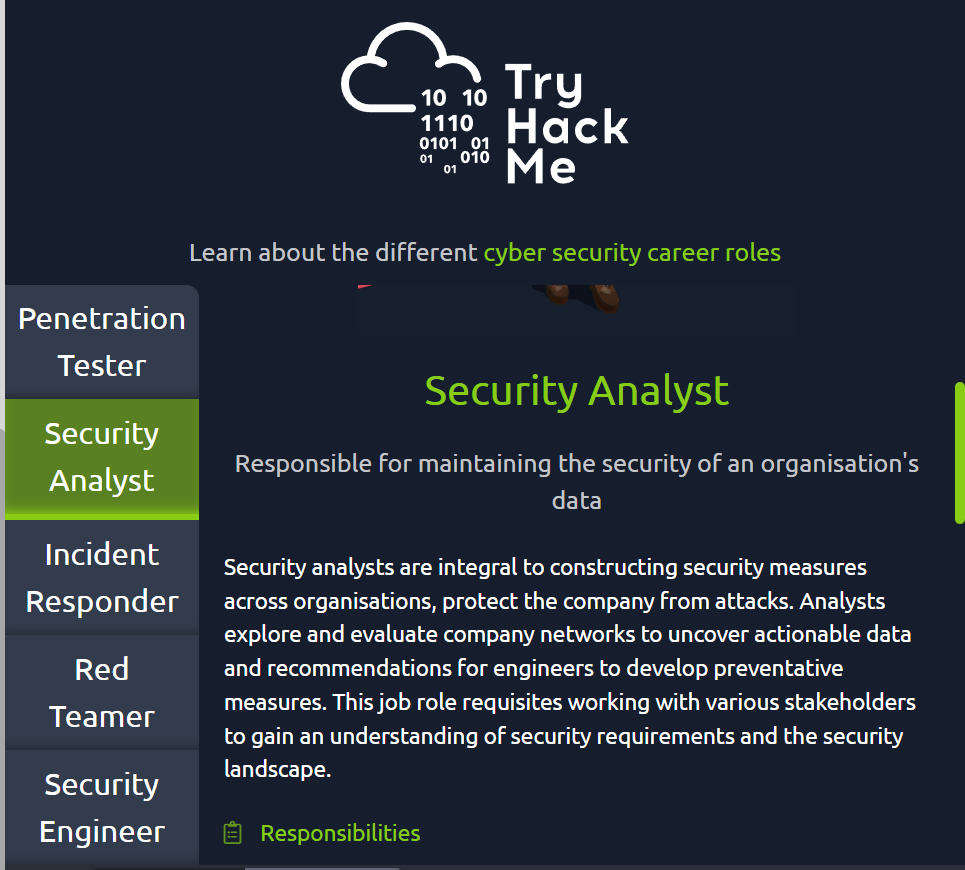 10 10
1110
0101 01
01 010
01
Try
Hack
Me
Learn about the different cyber security career roles
Penetration
Tester
Security
Analyst
Incident
Responder
Red
Teamer
Security
Engineer
Security Analyst
Responsible for maintaining the security of an organisation's
data
Security analysts are integral to constructing security measures
across organisations, protect the company from attacks. Analysts
explore and evaluate company networks to uncover actionable data
and recommendations for engineers to develop preventative
measures. This job role requisites working with various stakeholders
to gain an understanding of security requirements and the security
landscape.
Responsibilities